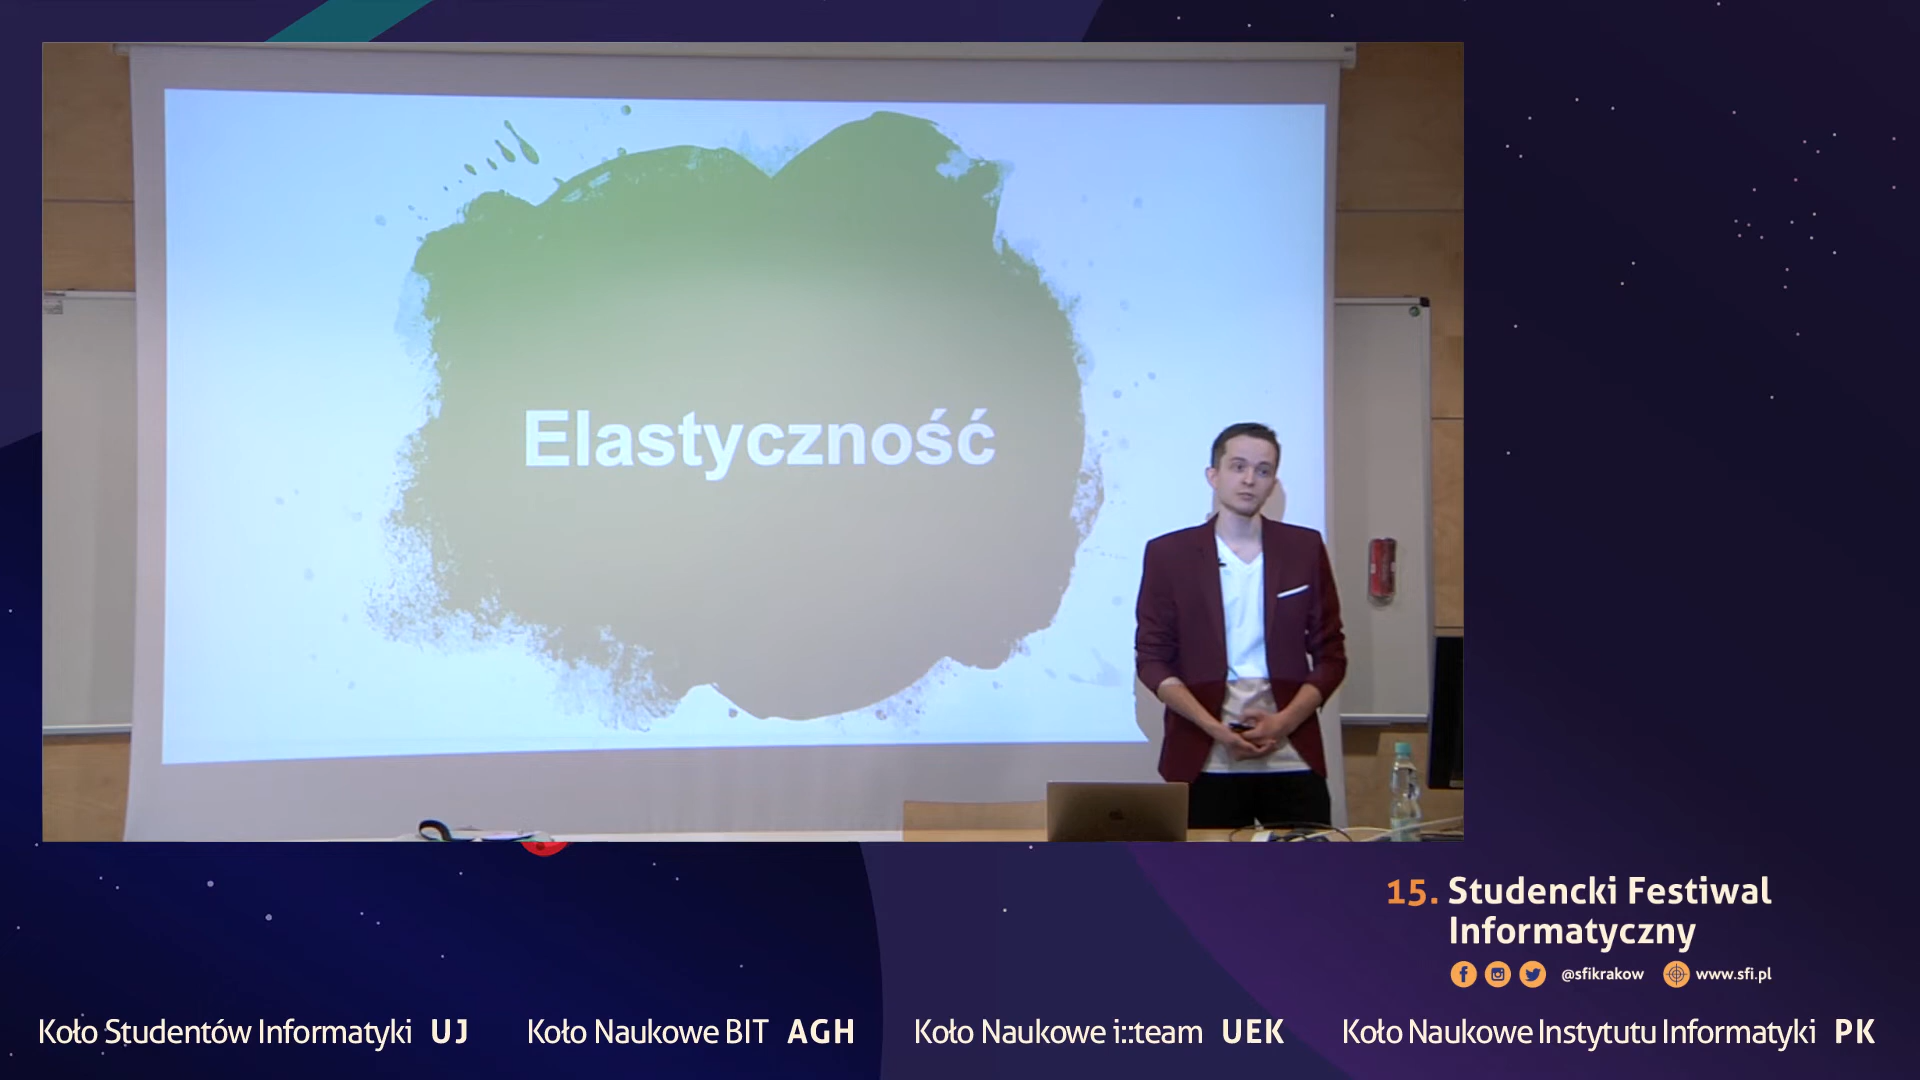 Elastyczność
15. Studencki Festiwal
Informatyczny
@sfikrakow www.sfi.pl
Koło Studentów Informatyki UJ Koło Naukowe BIT AGH Koło Naukowe i::team UEK Koło Naukowe Instytutu Informatyki PK